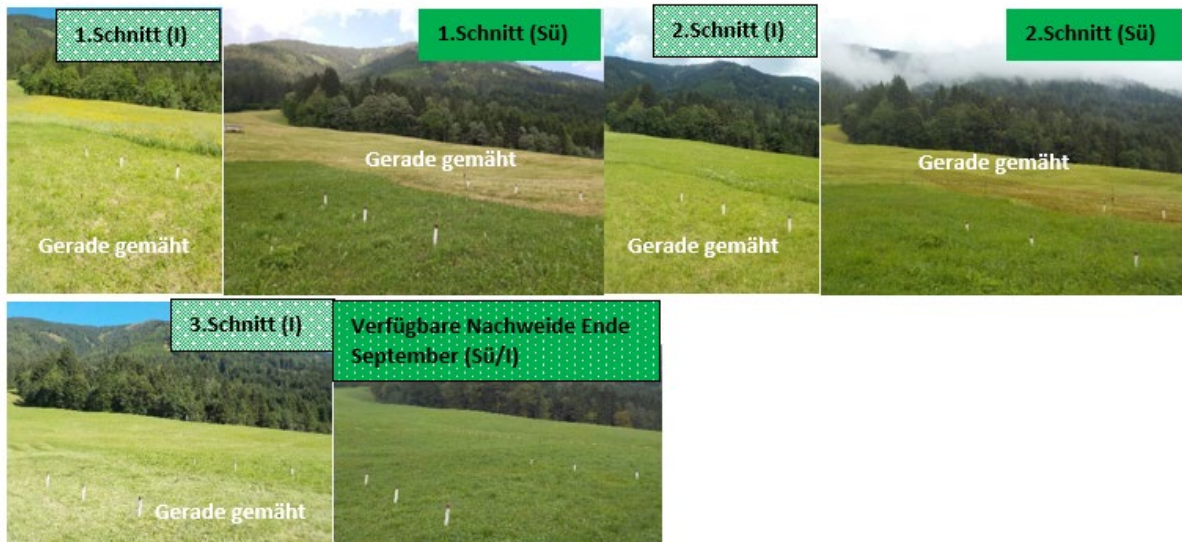 1.Schnitt (I)
1.Schnitt (Sü)
2.Schnitt (I)
2.Schnitt (Sü)
Gerade gemäht
Gerade gemäht
Gerade gemäht
Gerade gemäht
3.Schnitt (I)
Verfügbare Nachweide Ende
September (Sü/I)
Gerade gemäht